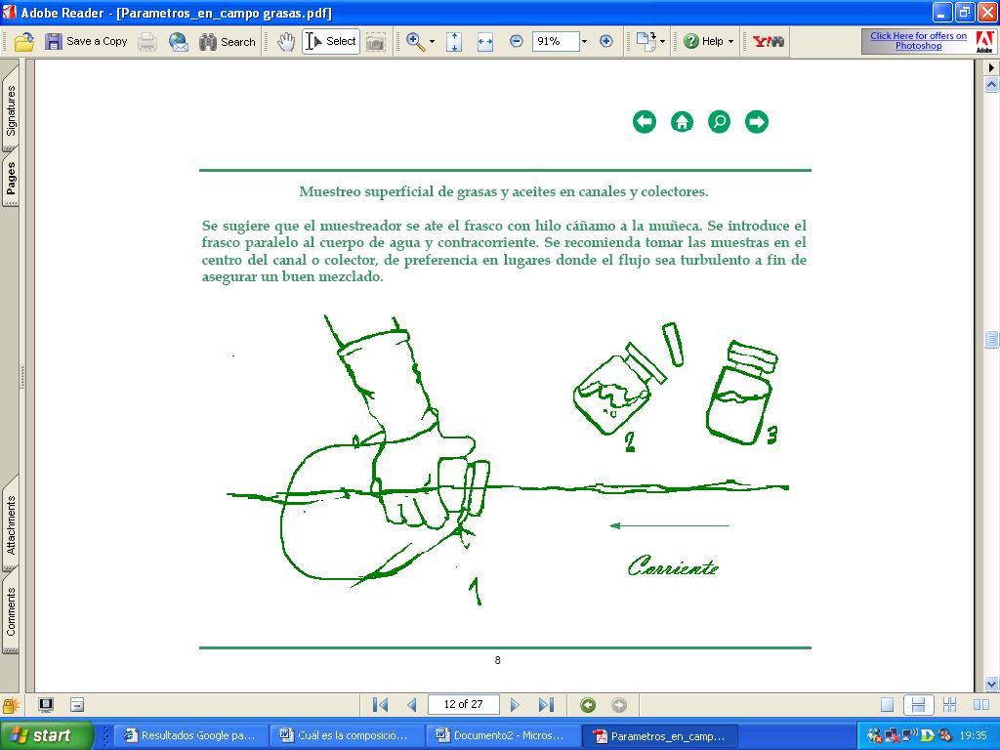 Adobe Reader - [Parametros_en_campo grasas.pdf]
Save a Copy
Search
Select
91%
Help
Y!
Click Here for offers on
Photoshop
Adobe
Signatures
Pages
Attachments
Comments
Muestreo superficial de grasas y aceites en canales y colectores.
Se sugiere que el muestreador se ate el frasco con hilo cáñamo a la muñeca. Se introduce el
frasco paralelo al cuerpo de agua y contracorriente. Se recomienda tomar las muestras en el
centro del canal o colector, de preferencia en lugares donde el flujo sea turbulento a fin de
asegurar un buen mezclado.
2
3
Corriente
1
8
12 of 27
start
Resultados Google pa...
Cuál es la composició...
Documento2 - Micros...
Parametros_en_camp...
19:35